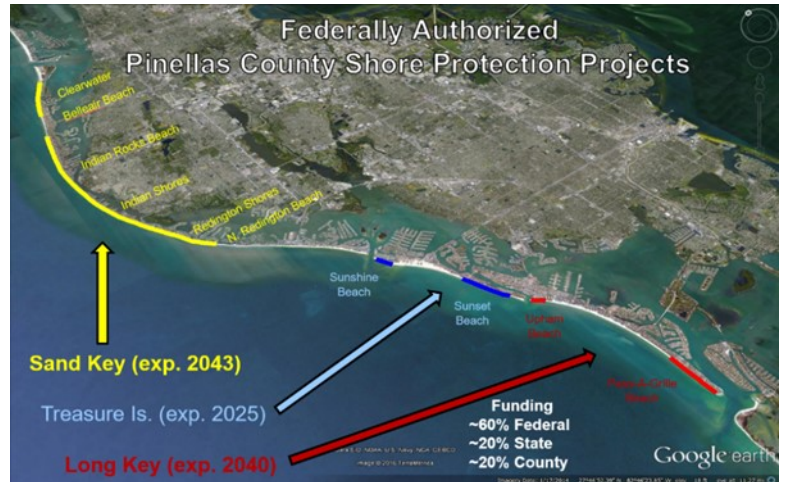 Federally Authorized
Pinellas County Shore Protection Projects
Clearwater
Belleair Beach
Indian Rocks Beach
Indian Shores
Redington Shores
N. Redington Beach
Sunshine
Beach
Sunset
Beach
Upham
Beach
Pass-A-Grille
Beach
Sand Key (exp. 2043)
Treasure Is. (exp. 2025)
Long Key (exp. 2040)
Funding
~60% Federal
~20% State
~20% County
Google earth